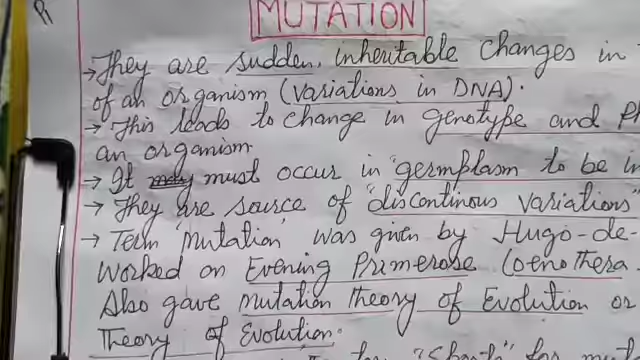 MUTATION
→ They are sudden, inheritable changes in
of an organism (variations in DNA).
→ This leads to change in genotype and Ph
an organism
→ It must occur in "germplasm to be in
→ They are source of "discontinous variations"
→ Term 'Mutation' was given by Hugo-de-
Worked on Evening Primerose (Oenothera
Also gave mutation theory of Evolution or
Theory of Evolution.